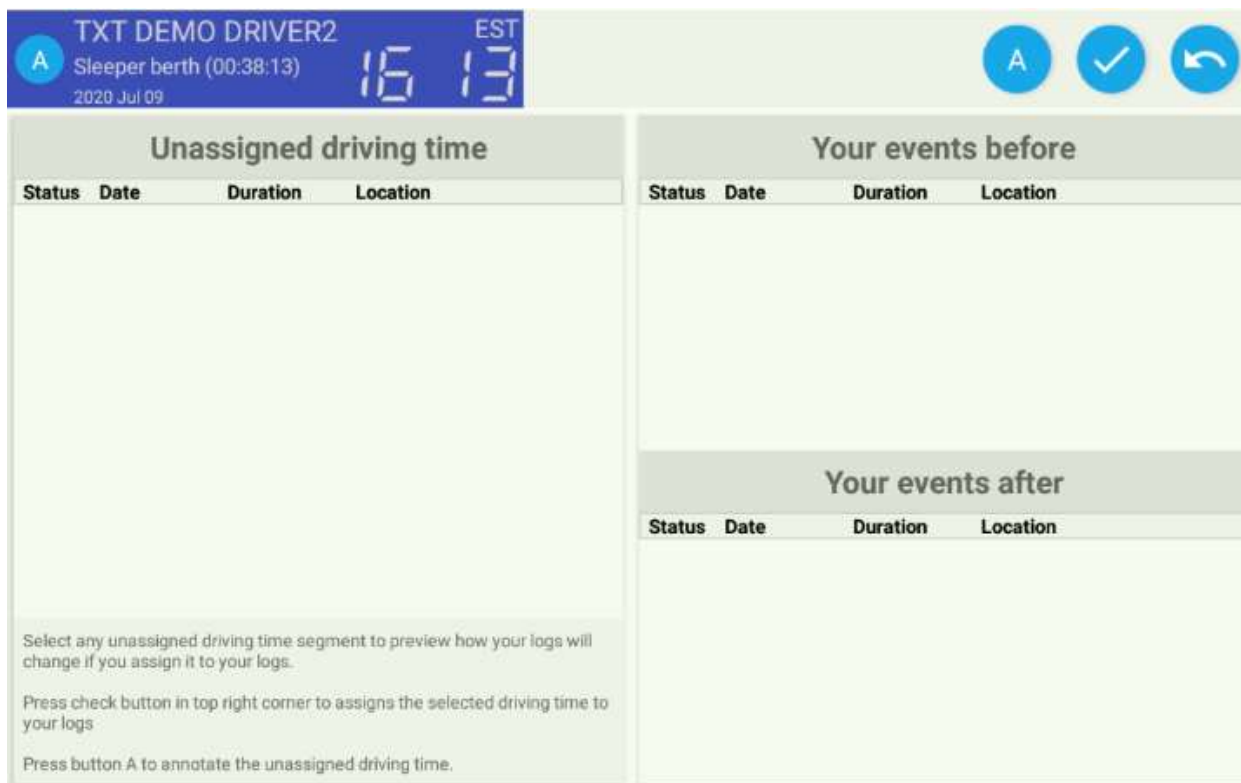 A
TXT DEMO DRIVER2
EST
Sleeper berth (00:38:13)
16 13
2020 Jul 09
A
Unassigned driving time
Status Date Duration Location
Select any unassigned driving time segment to preview how your logs will
change if you assign it to your logs.
Press check button in top right corner to assigns the selected driving time to
your logs
Press button A to annotate the unassigned driving time.
Your events before
Status Date Duration Location
Your events after
Status Date Duration Location